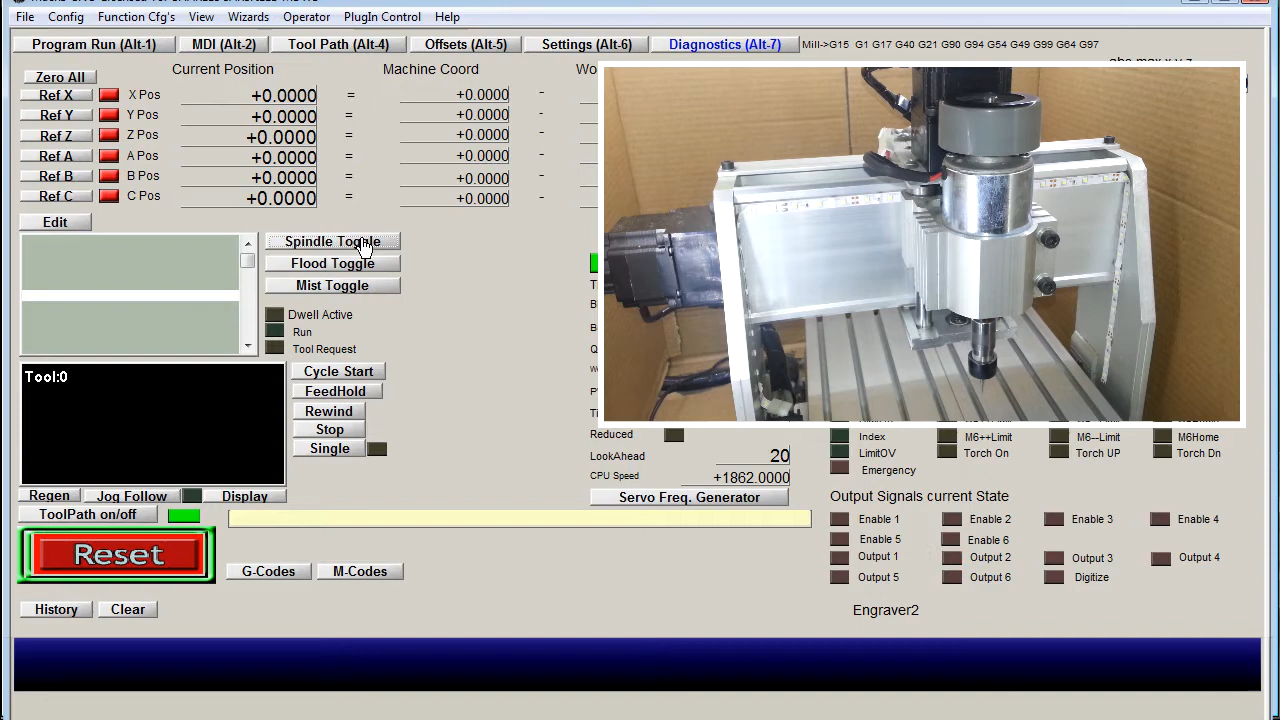 File Config Function Cfg's View Wizards Operator PlugIn Control Help
Program Run (Alt-1) MDI (Alt-2) Tool Path (Alt-4) Offsets (Alt-5) Settings (Alt-6) Diagnostics (Alt-7) Mill->G15 G1 G17 G40 G21 G90 G94 G54 G49 G99 G64 G97
Current Position Machine Coord
Zero All
Ref X X Pos +0.0000 = +0.0000 -
Ref Y Y Pos +0.0000 = +0.0000 -
Ref Z Z Pos +0.0000 = +0.0000 -
Ref A A Pos +0.0000 = +0.0000 -
Ref B B Pos +0.0000 = +0.0000 -
Ref C C Pos +0.0000 = +0.0000 -
Edit
Spindle Toggle
Flood Toggle
Mist Toggle
Dwell Active
Run
Tool Request
Tool:0
Cycle Start
FeedHold
Rewind
Stop
Single
Reduced
LookAhead 20
CPU Speed +1862.0000
Servo Freq. Generator
Index M6++Limit M6--Limit M6Home
LimitOV Torch On Torch UP Torch Dn
Emergency
Regen Jog Follow Display
ToolPath on/off
Reset
G-Codes M-Codes
History Clear
Output Signals current State
Enable 1 Enable 2 Enable 3 Enable 4
Enable 5 Enable 6
Output 1 Output 2 Output 3 Output 4
Output 5 Output 6 Digitize
Engraver2